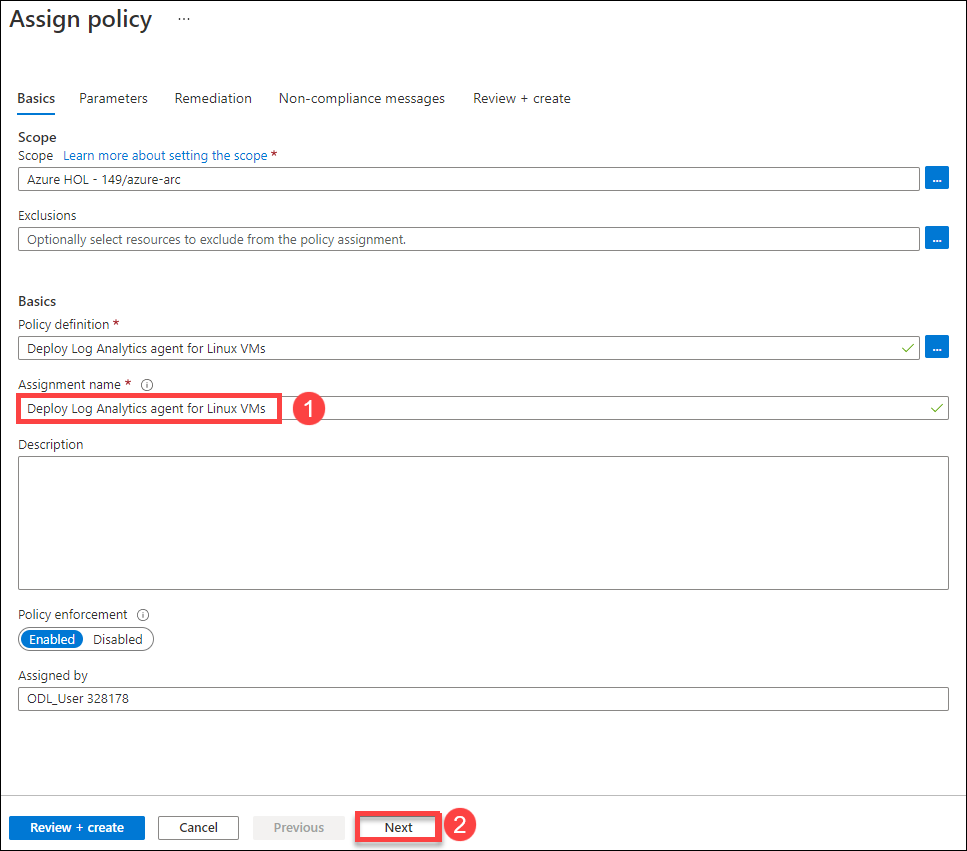 Assign policy ...
Basics Parameters Remediation Non-compliance messages Review + create
Scope
Scope Learn more about setting the scope *
Azure HOL - 149/azure-arc ...
Exclusions
Optionally select resources to exclude from the policy assignment. ...
Basics
Policy definition *
Deploy Log Analytics agent for Linux VMs ...
Assignment name * i
Deploy Log Analytics agent for Linux VMs 1
Description
Policy enforcement i
Enabled Disabled
Assigned by
ODL_User 328178
Review + create Cancel Previous Next 2